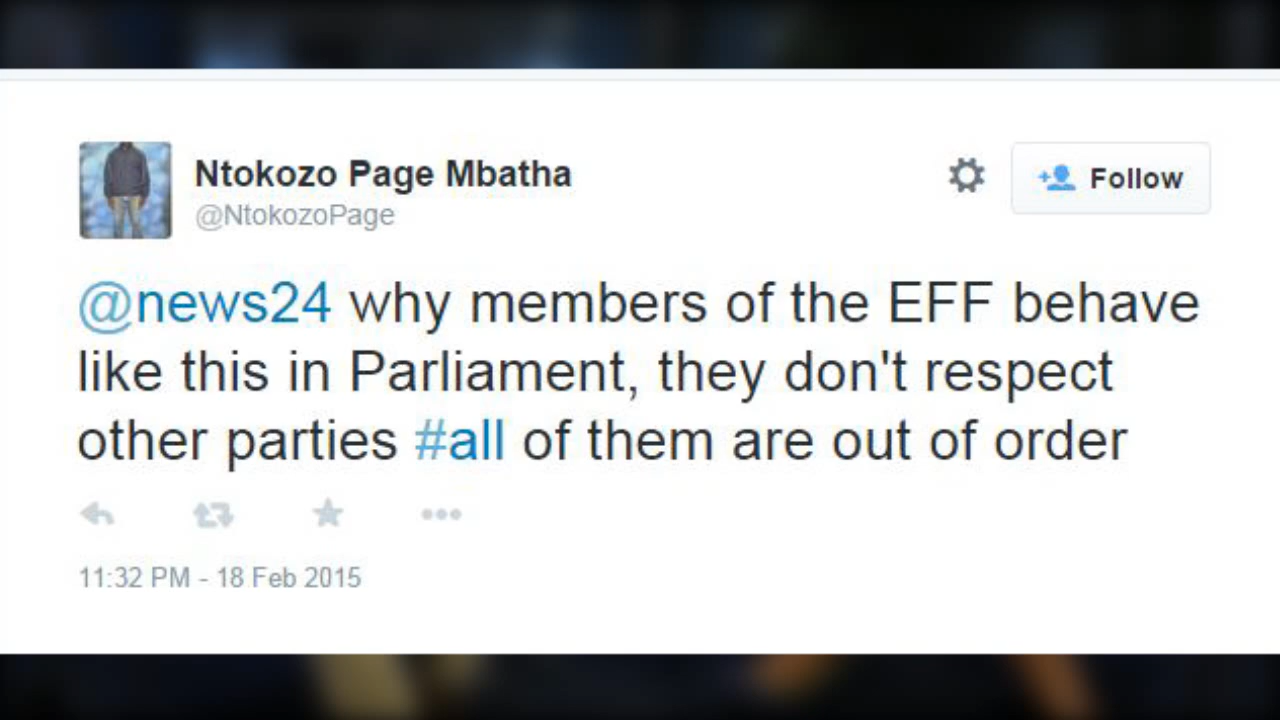 Ntokozo Page Mbatha
@NtokozoPage
Follow
@news24 why members of the EFF behave
like this in Parliament, they don't respect
other parties #all of them are out of order
11:32 PM - 18 Feb 2015